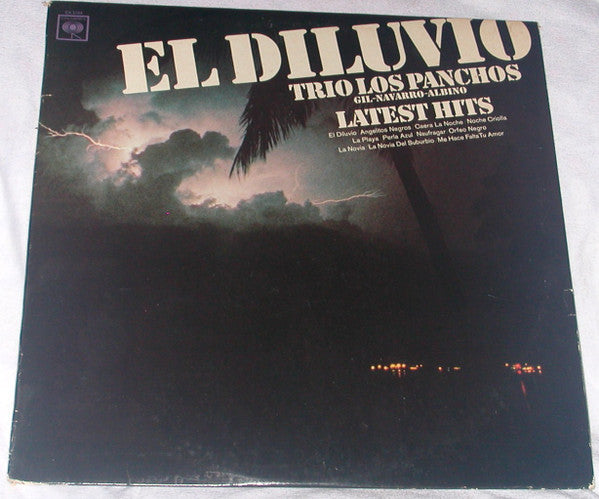 EL DILUVIO
TRIO LOS PANCHOS
GIL-NAVARRO-ALBINO
LATEST HITS
El Diluvio Angelitos Negros Caera La Noche Noche Criolla
La Playa Perla Azul Naufragar Orfeo Negro
La Novia La Novia Del Suburbio Me Hace Falta Tu Amor